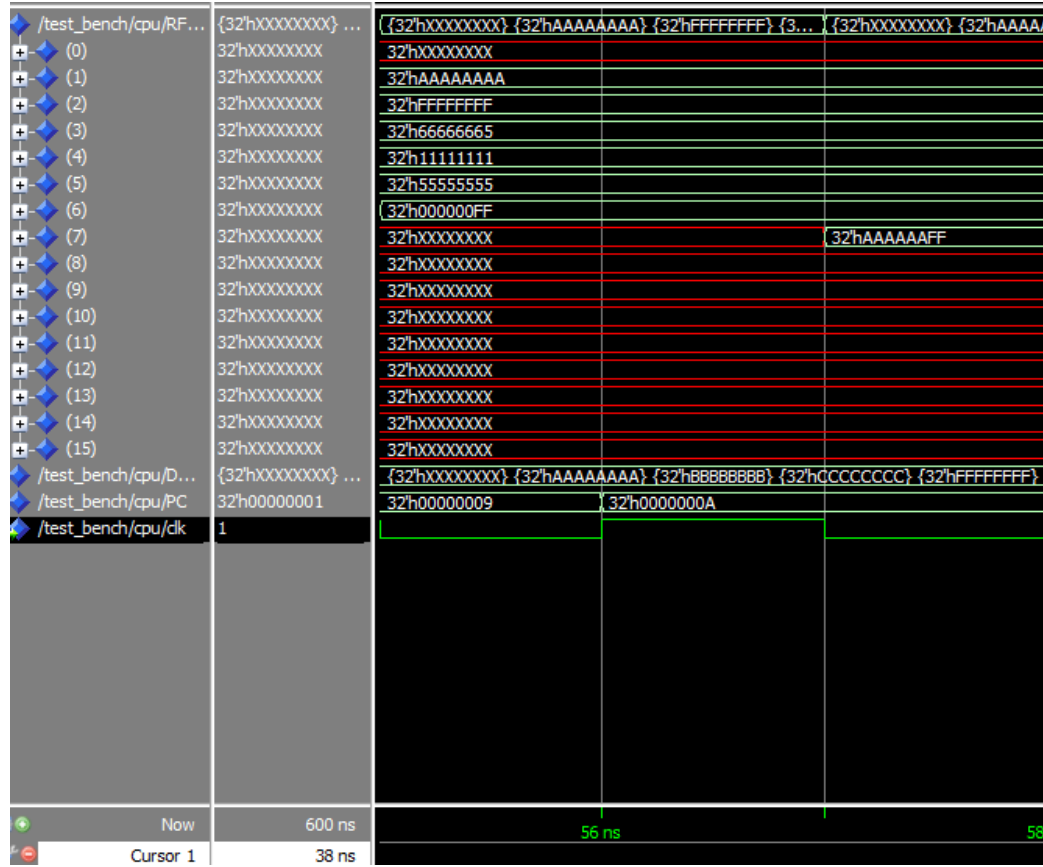 /test_bench/cpu/RF... {32'hXXXXXXXX} ... {32'hXXXXXXXX} {32'hAAAAAAAA} {32'hFFFFFFFF} {3... {32'hXXXXXXXX} {32'hAAAAA
(0) 32'hXXXXXXXX 32'hXXXXXXXX
(1) 32'hXXXXXXXX 32'hAAAAAAAA
(2) 32'hXXXXXXXX 32'hFFFFFFFF
(3) 32'hXXXXXXXX 32'h66666665
(4) 32'hXXXXXXXX 32'h11111111
(5) 32'hXXXXXXXX 32'h55555555
(6) 32'hXXXXXXXX 32'h000000FF
(7) 32'hXXXXXXXX 32'hXXXXXXXX 32'hAAAAAAFF
(8) 32'hXXXXXXXX 32'hXXXXXXXX
(9) 32'hXXXXXXXX 32'hXXXXXXXX
(10) 32'hXXXXXXXX 32'hXXXXXXXX
(11) 32'hXXXXXXXX 32'hXXXXXXXX
(12) 32'hXXXXXXXX 32'hXXXXXXXX
(13) 32'hXXXXXXXX 32'hXXXXXXXX
(14) 32'hXXXXXXXX 32'hXXXXXXXX
(15) 32'hXXXXXXXX 32'hXXXXXXXX
/test_bench/cpu/D... {32'hXXXXXXXX} ... {32'hXXXXXXXX} {32'hAAAAAAAA} {32'hBBBBBBBB} {32'hCCCCCCCC} {32'hFFFFFFFF}
/test_bench/cpu/PC 32'h00000001 32'h00000009 32'h0000000A
/test_bench/cpu/clk 1
Now 600 ns 56 ns 58
Cursor 1 38 ns